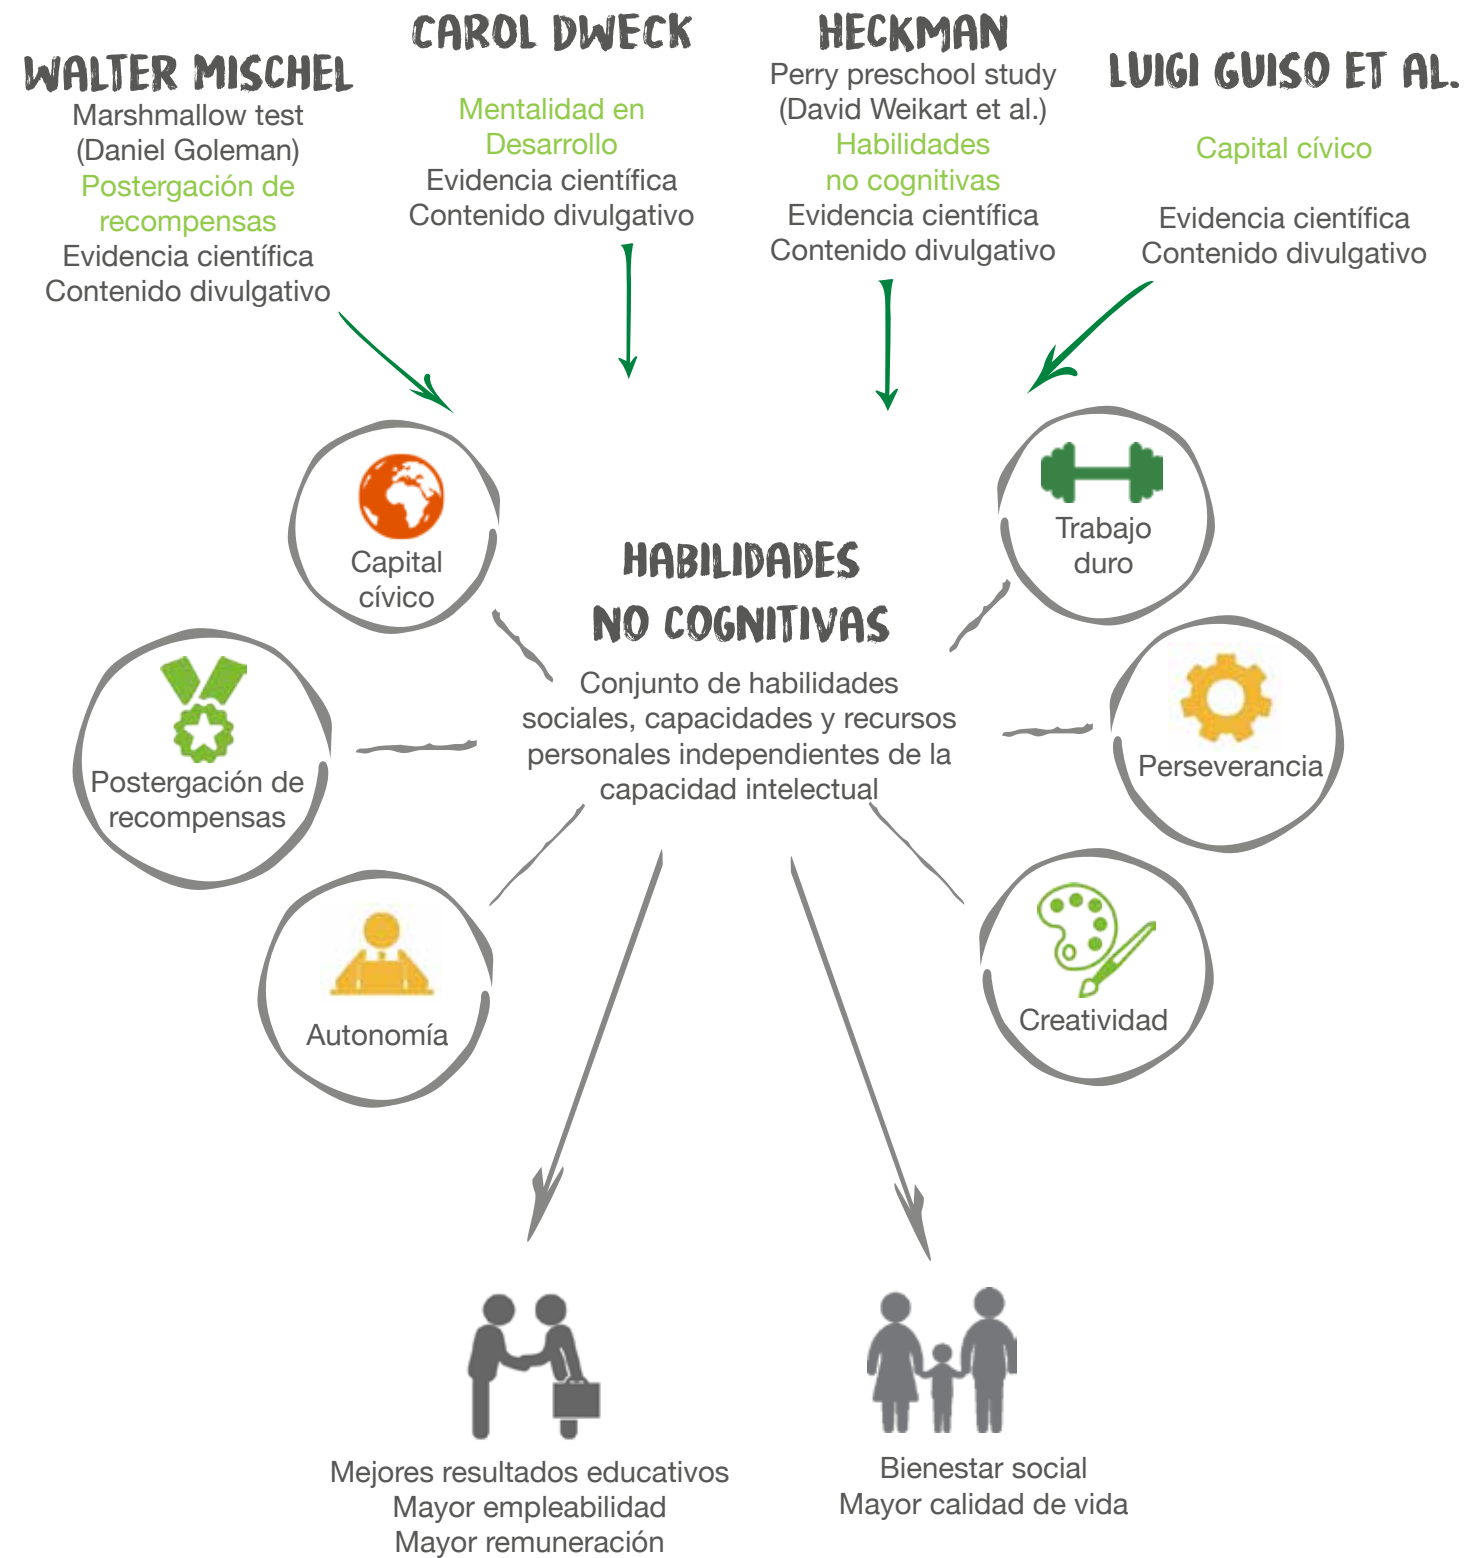 WALTER MISCHEL
Marshmallow test
(Daniel Goleman)
Postergación de
recompensas
Evidencia científica
Contenido divulgativo
CAROL DWECK
Mentalidad en
Desarrollo
Evidencia científica
Contenido divulgativo
HECKMAN
Perry preschool study
(David Weikart et al.)
Habilidades
no cognitivas
Evidencia científica
Contenido divulgativo
LUIGI GUISO ET AL.
Capital cívico
Evidencia científica
Contenido divulgativo
Capital
cívico
Postergación de
recompensas
Autonomía
HABILIDADES
NO COGNITIVAS
Conjunto de habilidades
sociales, capacidades y recursos
personales independientes de la
capacidad intelectual
Trabajo
duro
Perseverancia
Creatividad
Mejores resultados educativos
Mayor empleabilidad
Mayor remuneración
Bienestar social
Mayor calidad de vida